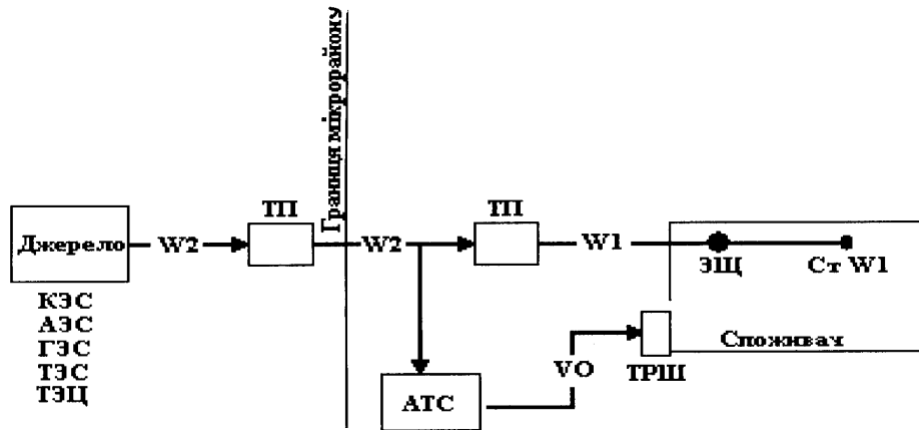 Границя мікрорайону
ТП
ТП
Джерело
W2
W2
W1
ЭЩ
Ст W1
КЭС
АЭС
ГЭС
ТЭС
ТЭЦ
Споживач
VO
ТРШ
АТС